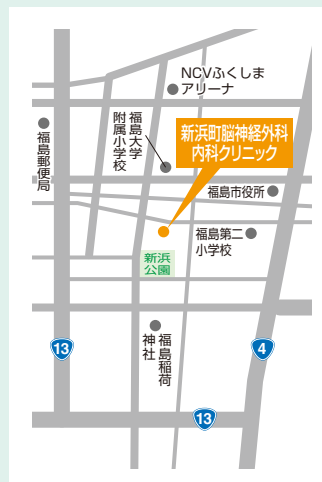 NCVふくしま
アリーナ
新浜町脳神経外科
内科クリニック
福島大学
附属小学校
福島郵便局
福島市役所
福島第二
小学校
新浜
公園
福島稲荷
神社
13
4
13